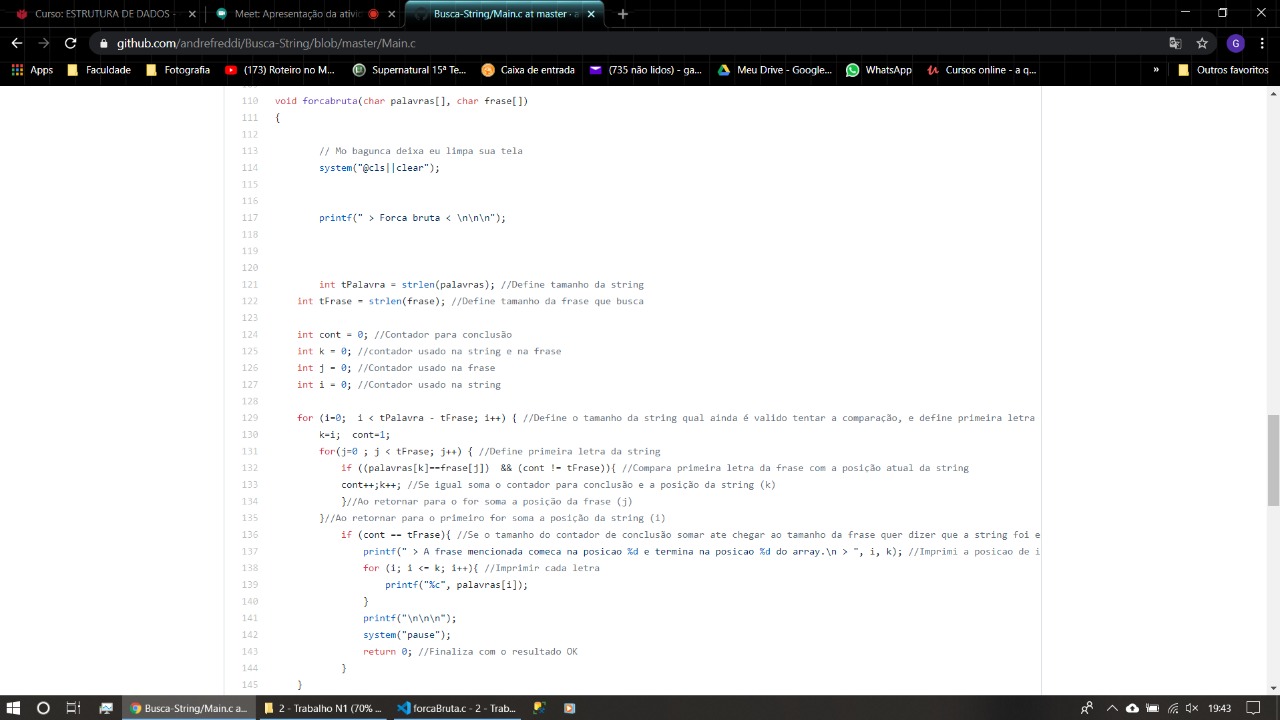 Curso: ESTRUTURA DE DADOS -
Meet: Apresentação da ativic
Busca-String/Main.c at master · a
github.com/andrefreddi/Busca-String/blob/master/Main.c
G
Apps
Faculdade
Fotografia
(173) Roteiro no M...
Supernatural 15ª Te...
Caixa de entrada
(735 não lidos) - ga...
Meu Drive - Google...
WhatsApp
Cursos online - a q...
»
Outros favoritos
110 void forcabruta(char palavras[], char frase[])
111 {
112
113 // Mo bagunca deixa eu limpa sua tela
114 system("@cls||clear");
115
116
117 printf(" > Forca bruta < \n\n\n");
118
119
120
121 int tPalavra = strlen(palavras); //Define tamanho da string
122 int tFrase = strlen(frase); //Define tamanho da frase que busca
123
124 int cont = 0; //Contador para conclusão
125 int k = 0; //contador usado na string e na frase
126 int j = 0; //Contador usado na frase
127 int i = 0; //Contador usado na string
128
129 for (i=0; i < tPalavra - tFrase; i++) { //Define o tamanho da string qual ainda é valido tentar a comparação, e define primeira letra
130 k=i; cont=1;
131 for(j=0 ; j < tFrase; j++) { //Define primeira letra da string
132 if ((palavras[k]==frase[j]) && (cont != tFrase)){ //Compara primeira letra da frase com a posição atual da string
133 cont++;k++; //Se igual soma o contador para conclusão e a posição da string (k)
134 }//Ao retornar para o for soma a posição da frase (j)
135 }//Ao retornar para o primeiro for soma a posição da string (i)
136 if (cont == tFrase){ //Se o tamanho do contador de conclusão somar ate chegar ao tamanho da frase quer dizer que a string foi e
137 printf(" > A frase mencionada comeca na posicao %d e termina na posicao %d do array.\n > ", i, k); //Imprimi a posicao de i
138 for (i; i <= k; i++){ //Imprimir cada letra
139 printf("%c", palavras[i]);
140 }
141 printf("\n\n\n");
142 system("pause");
143 return 0; //Finaliza com o resultado OK
144 }
145 }
Busca-String/Main.c a...
2 - Trabalho N1 (70% ...
forcaBruta.c - 2 - Trab...
19:43